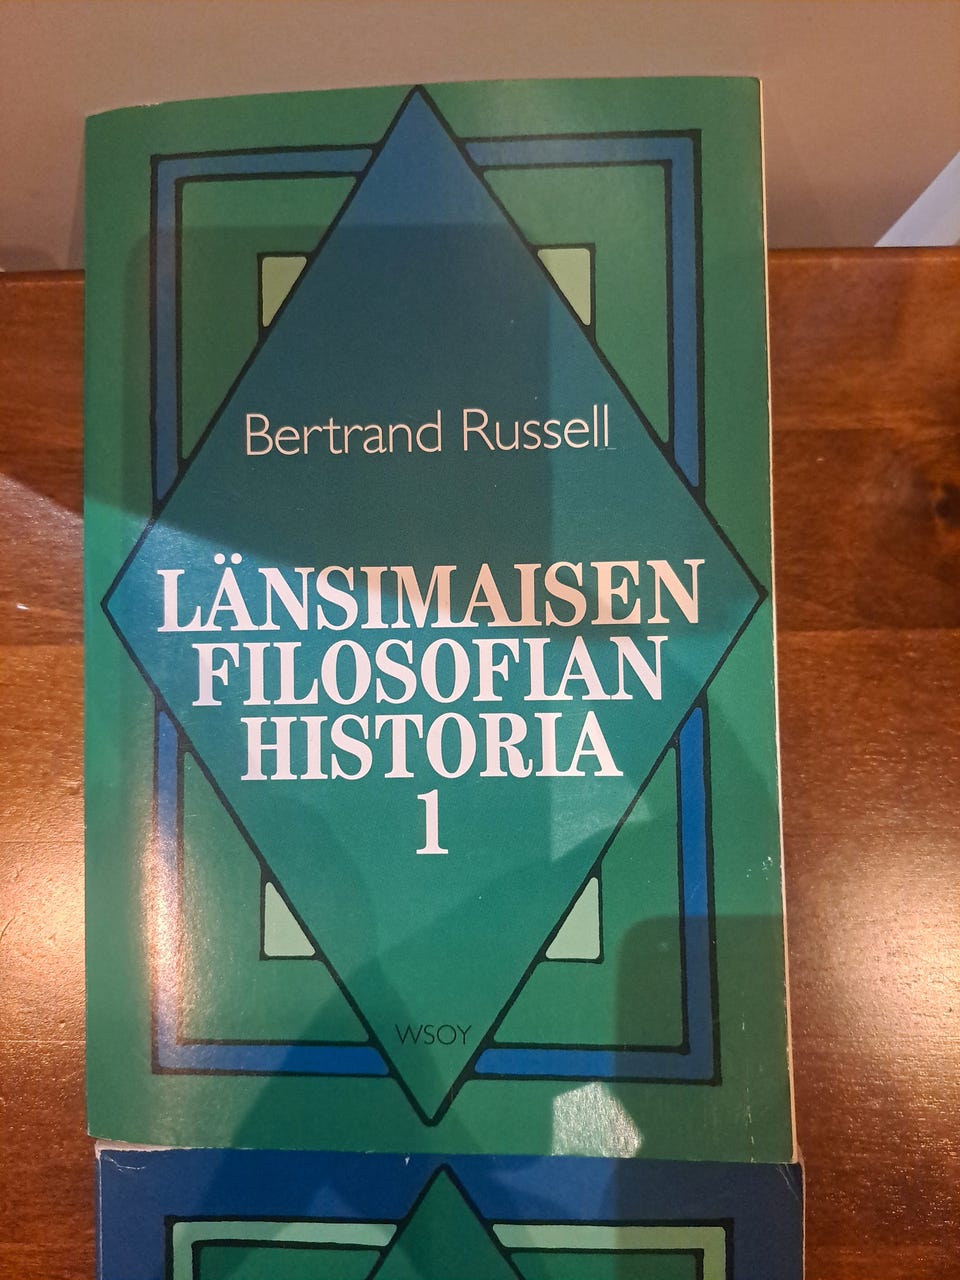 Bertrand Russell
LÄNSIMAISEN
FILOSOFIAN
HISTORIA
1
WSOY